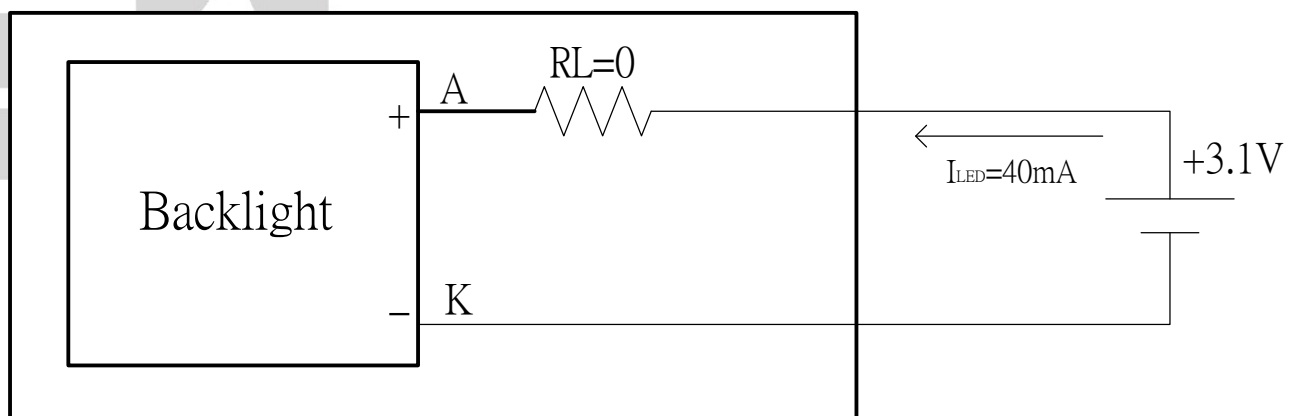 RL=0
A
+
+3.1V
ILED=40mA
Backlight
K
−